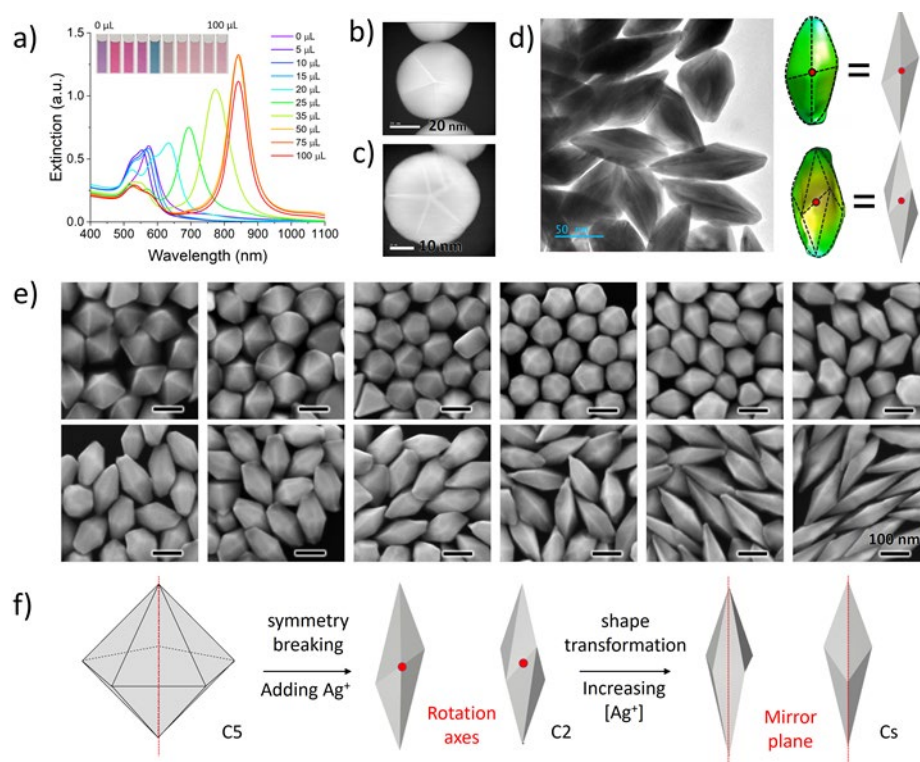 a)
0 µL
100 µL
1.5
1.0
0.5
0.0
Extinction (a.u.)
400 500 600 700 800 900 1000 1100
Wavelength (nm)
0 µL
5 µL
10 µL
15 µL
20 µL
25 µL
35 µL
50 µL
75 µL
100 µL
b)
20 nm
c)
10 nm
d)
50 nm
=
=
e)
100 nm
f)
C5
symmetry
breaking
Adding Ag⁺
Rotation
axes
C2
shape
transformation
Increasing
[Ag⁺]
Mirror
plane
Cs